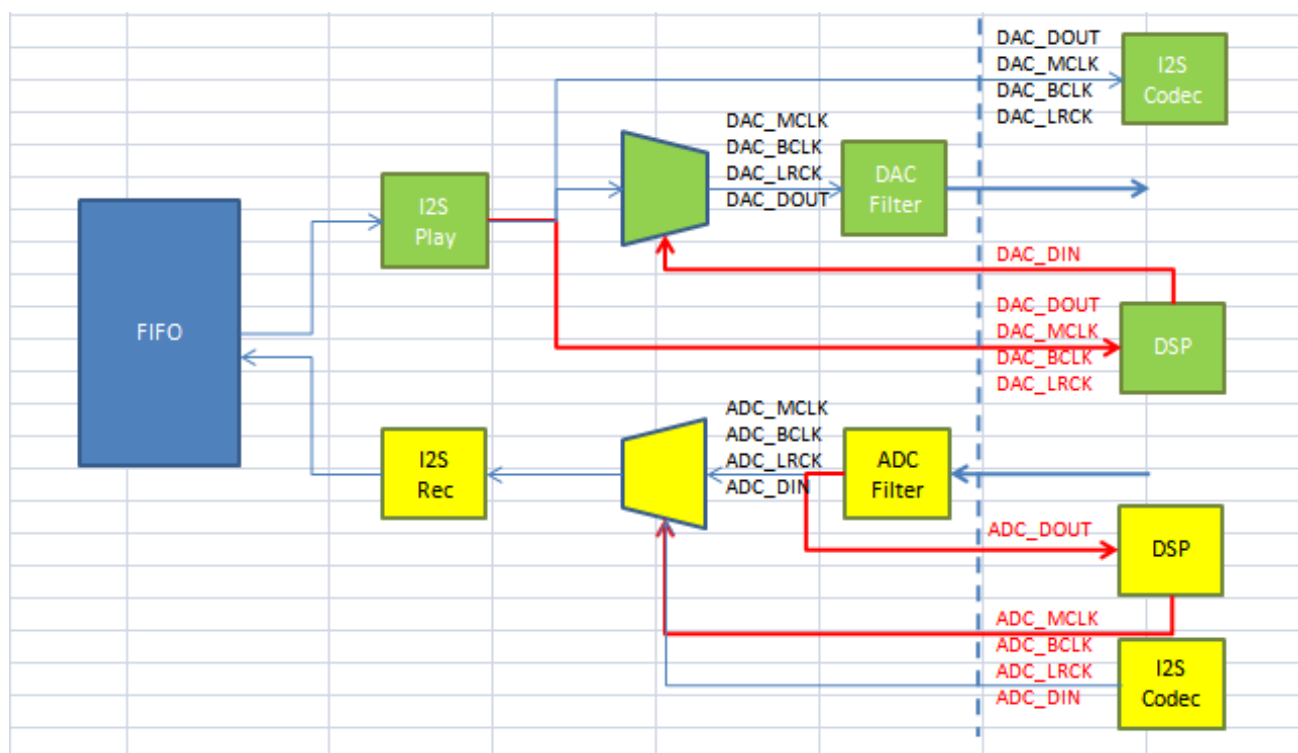 DAC_DOUT
DAC_MCLK
DAC_BCLK
DAC_LRCK
I2S
Codec
DAC_MCLK
DAC_BCLK
DAC_LRCK
DAC_DOUT
DAC
Filter
I2S
Play
DAC_DIN
FIFO
DAC_DOUT
DAC_MCLK
DAC_BCLK
DAC_LRCK
DSP
ADC_MCLK
ADC_BCLK
ADC_LRCK
ADC_DIN
I2S
Rec
ADC
Filter
ADC_DOUT
DSP
ADC_MCLK
ADC_BCLK
ADC_LRCK
ADC_DIN
I2S
Codec